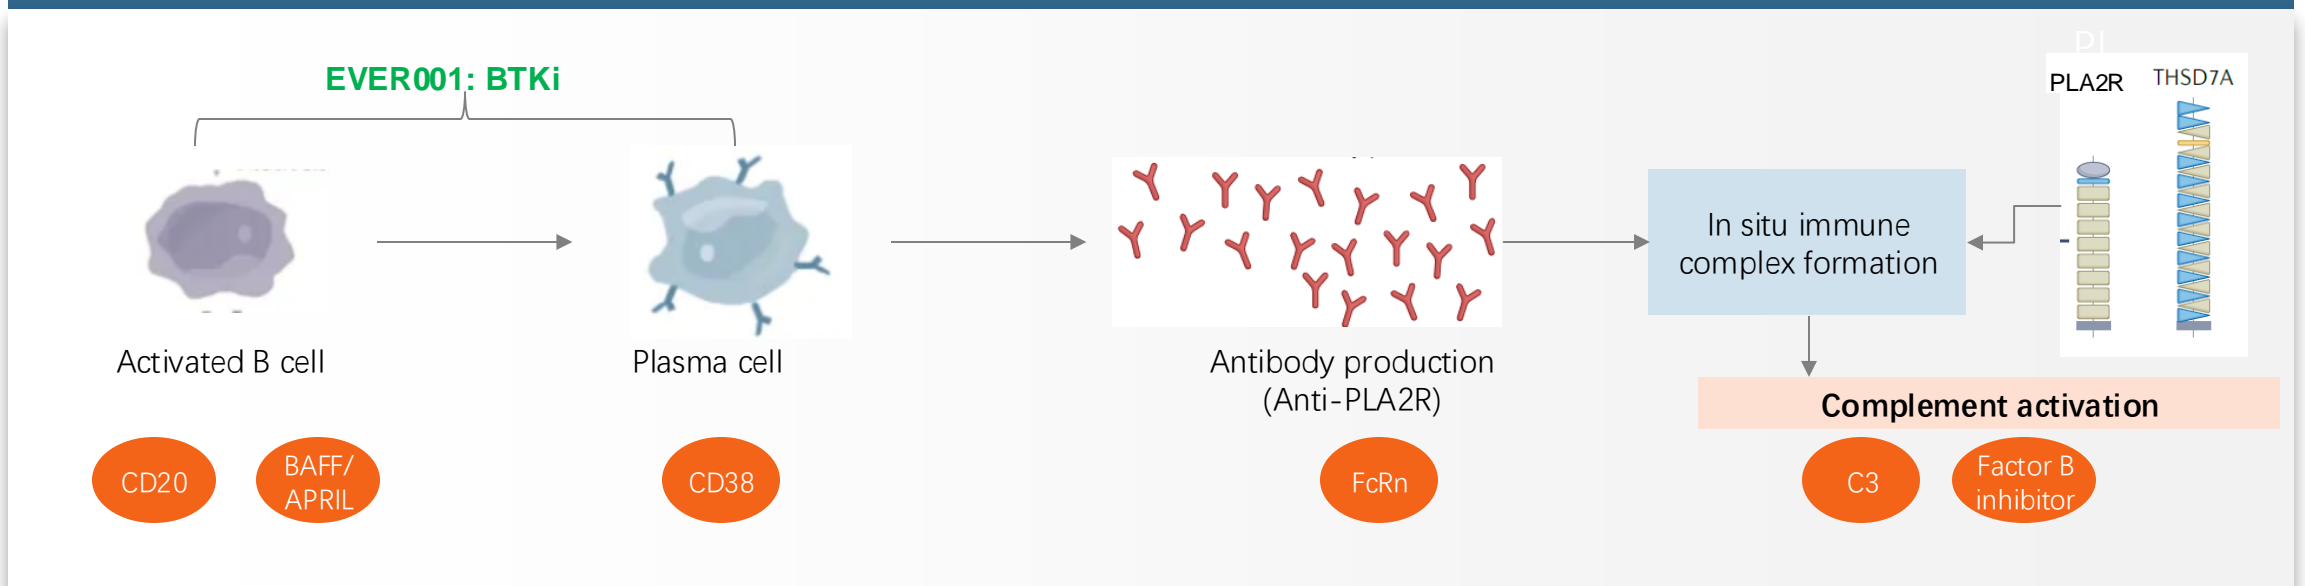 EVER001: BTKi
PLA2R
THSD7A
In situ immune
complex formation
Activated B cell
Plasma cell
Antibody production
(Anti-PLA2R)
Complement activation
CD20
BAFF/
APRIL
CD38
FcRn
C3
Factor B
inhibitor